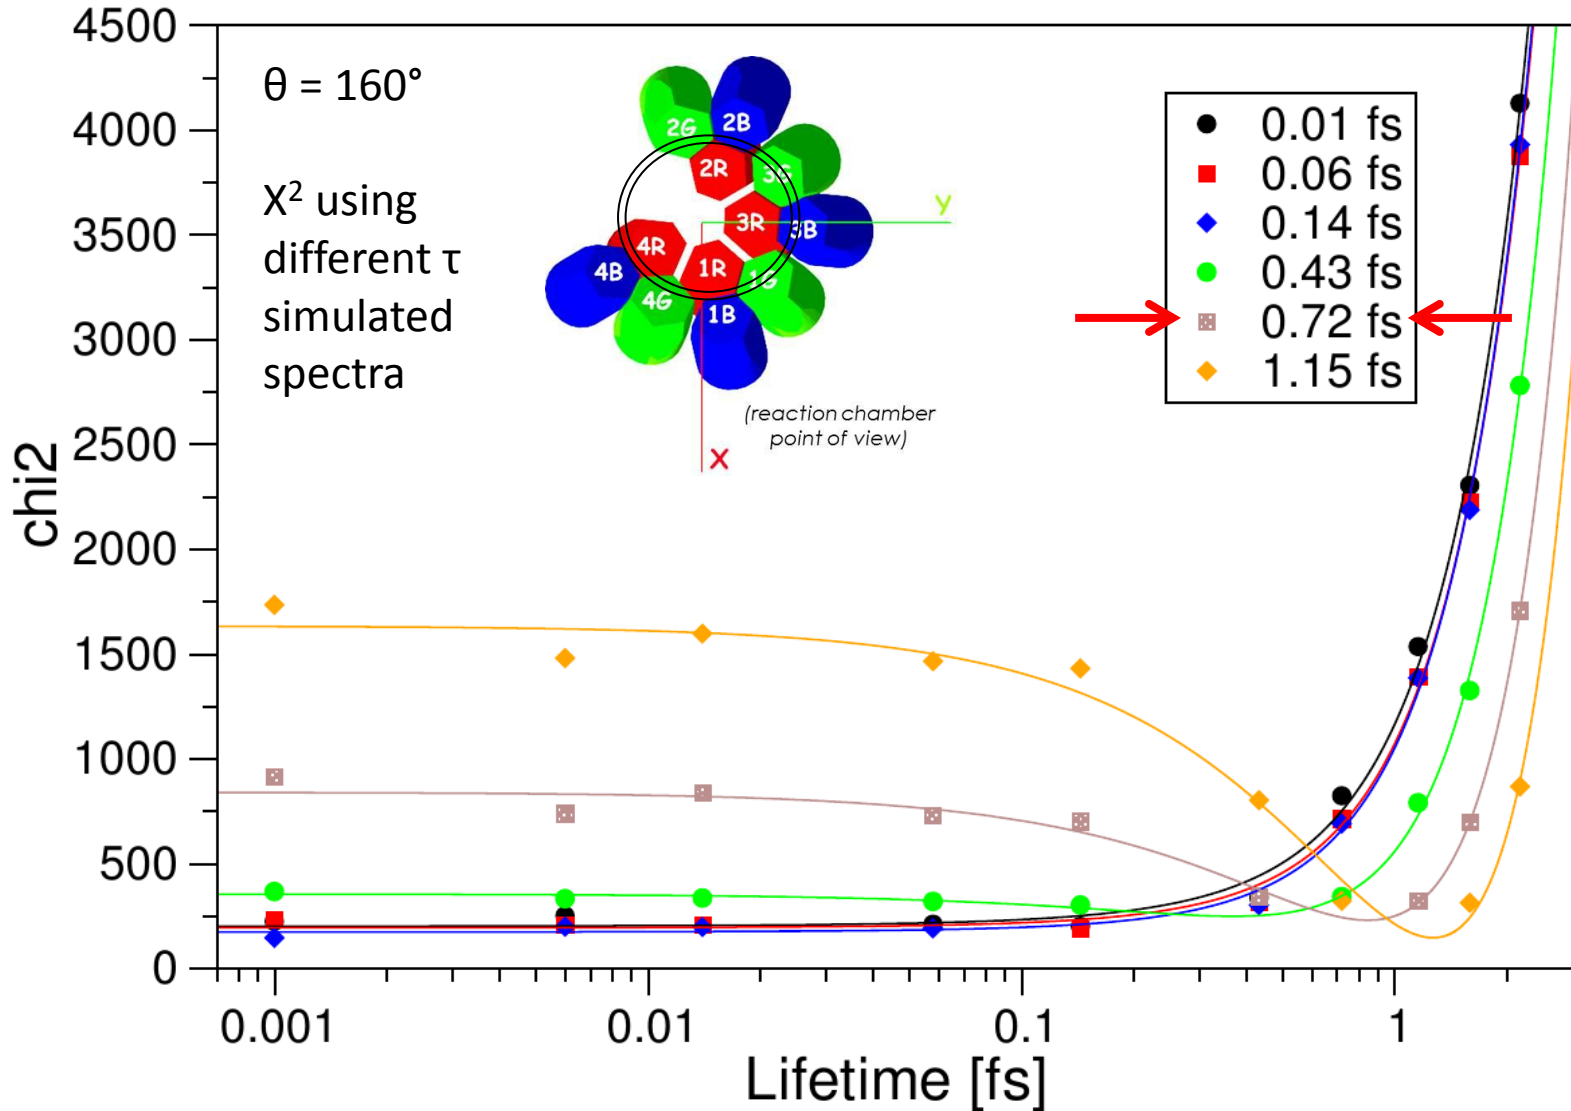 4500
4000
3500
3000
2500
2000
1500
1000
500
0
chi2
θ = 160°
X² using
different τ
simulated
spectra
2G
2B
2R
3G
3R
3B
4R
4B
1R
1G
4G
1B
Y
X
(reaction chamber
point of view)
0.01 fs
0.06 fs
0.14 fs
0.43 fs
0.72 fs
1.15 fs
0.001
0.01
0.1
1
Lifetime [fs]